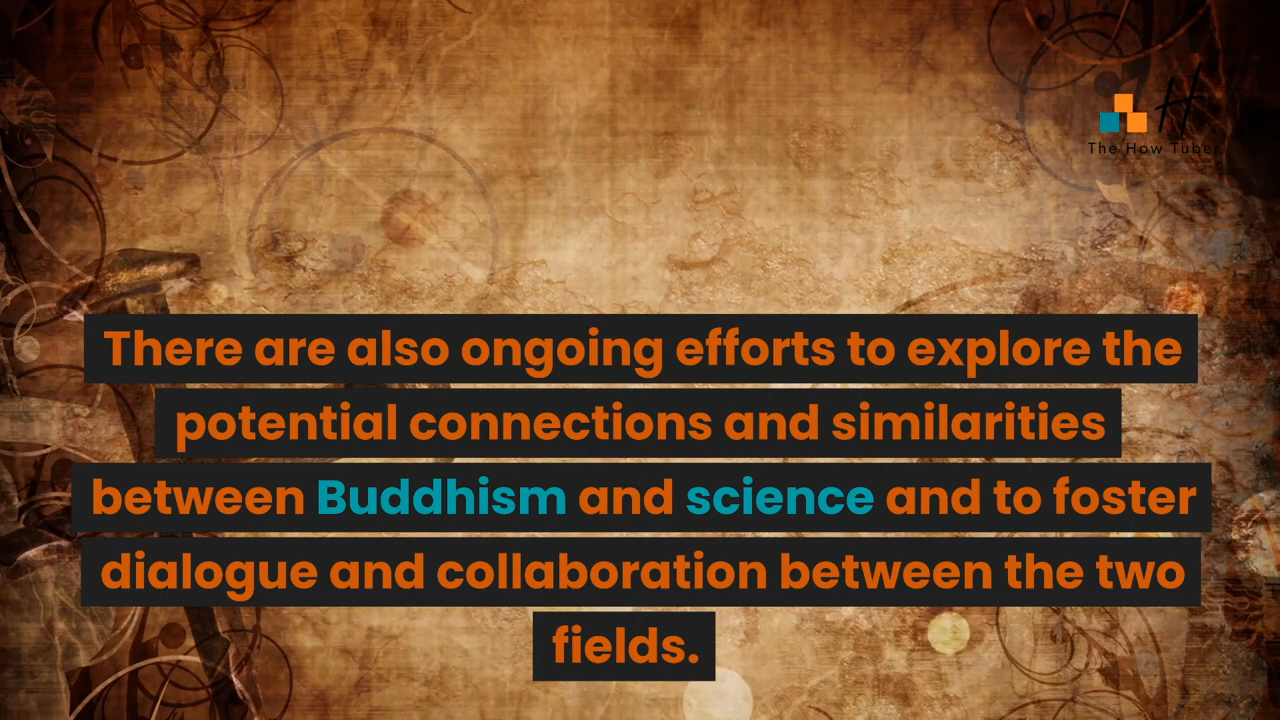 H
The How Tube
There are also ongoing efforts to explore the
potential connections and similarities
between Buddhism and science and to foster
dialogue and collaboration between the two
fields.